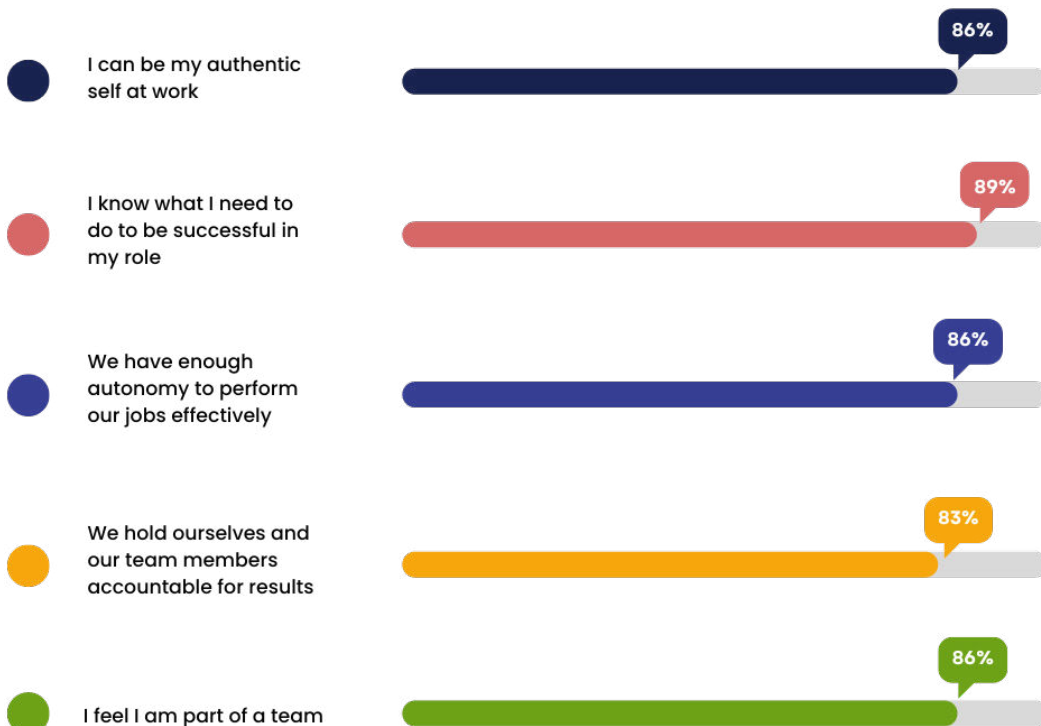 86%
I can be my authentic
self at work
89%
I know what I need to
do to be successful in
my role
86%
We have enough
autonomy to perform
our jobs effectively
83%
We hold ourselves and
our team members
accountable for results
86%
I feel I am part of a team